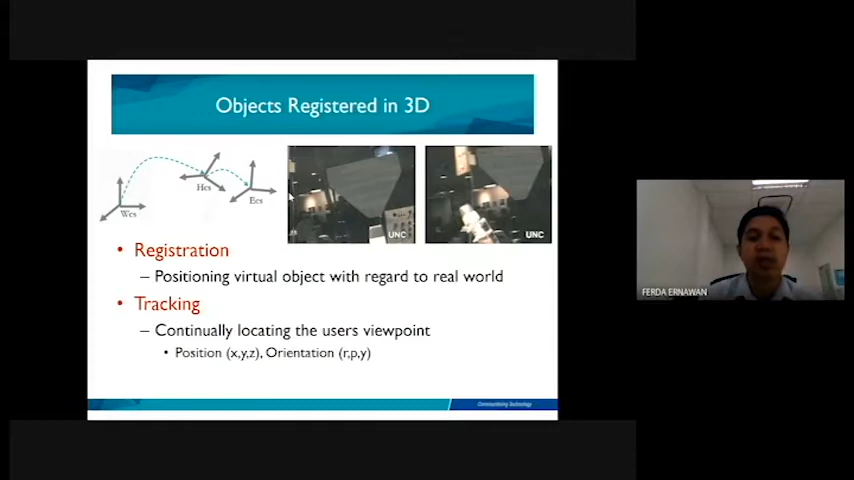 Objects Registered in 3D
Wcs
Hcs
Ecs
UNC
UNC
• Registration
– Positioning virtual object with regard to real world
• Tracking
– Continually locating the users viewpoint
• Position (x,y,z), Orientation (r,p,y)
Communitising Technology
FERDA ERNAWAN